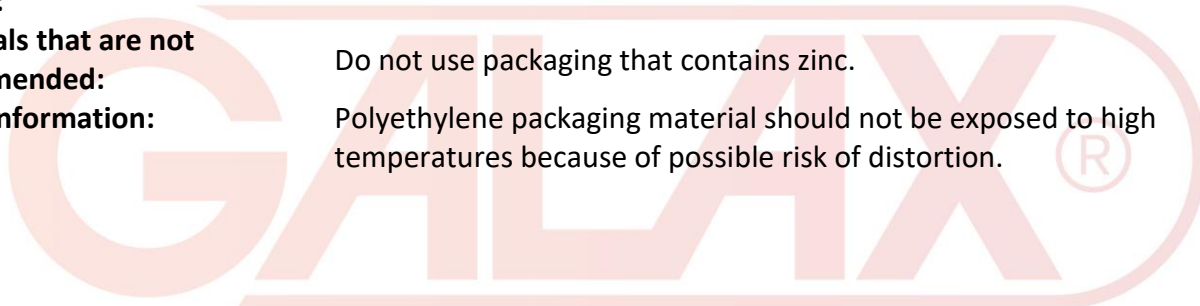 als that are not
mended:
nformation:
Do not use packaging that contains zinc.
Polyethylene packaging material should not be exposed to high
temperatures because of possible risk of distortion.
GALAX®